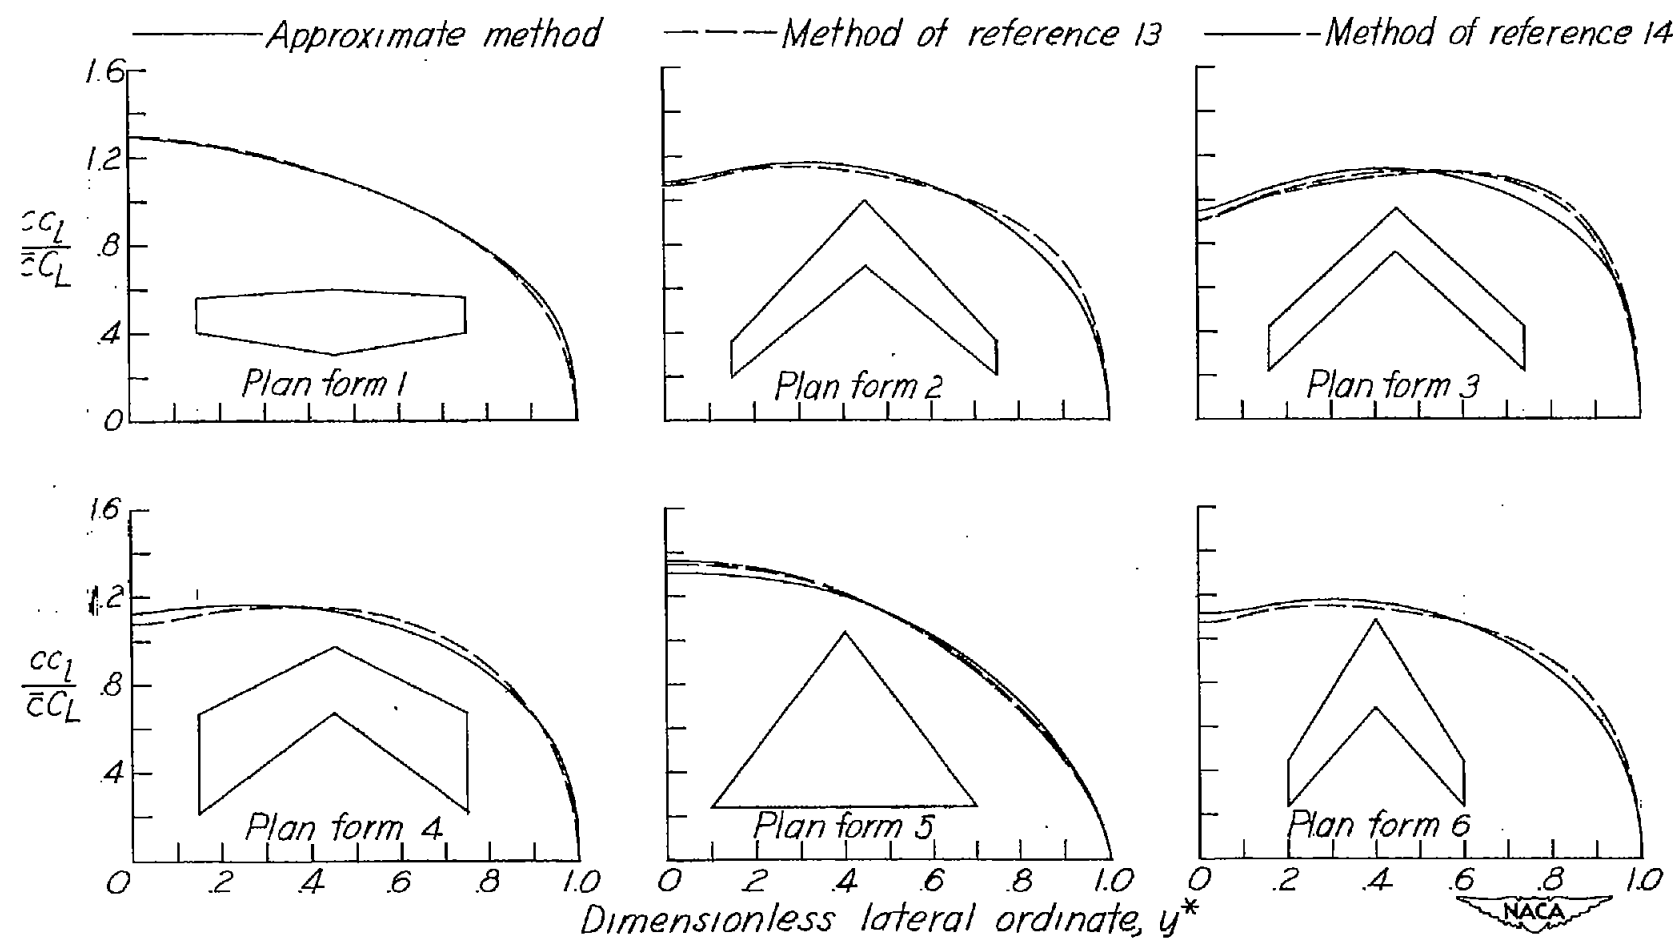 Approximate method Method of reference 13 Method of reference 14
1.6
1.2
.8
.4
0
cc_l
c̄C_L
Plan form 1 Plan form 2 Plan form 3
1.6
1.2
.8
.4
cc_l
c̄C_L
Plan form 4 Plan form 5 Plan form 6
0 .2 .4 .6 .8 1.0 0 .2 .4 .6 .8 1.0 0 .2 .4 .6 .8 1.0
Dimensionless lateral ordinate, y*
NACA